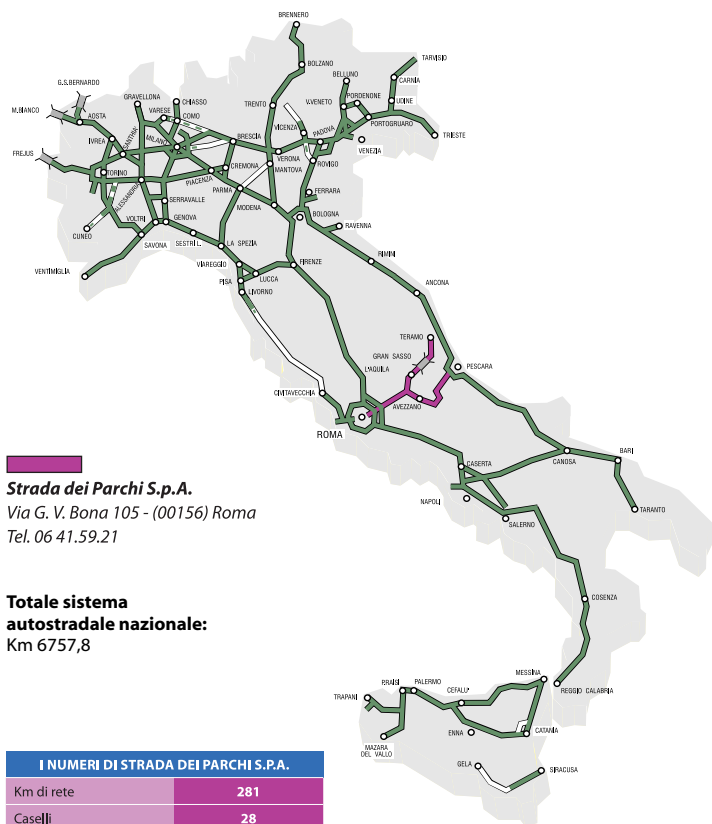 BRENNERO
BOLZANO
TARVISIO
G.S.BERNARDO
BELLUNO
CARNIA
GRAVELLONA
CHIASSO
TRENTO
V.VENETO
PORDENONE
UDINE
M.BIANCO
AOSTA
VARESE
COMO
VICENZA
PADOVA
PORTOGRUARO
IVREA
SANTHIA'
MILANO
BRESCIA
VENEZIA
TRIESTE
FREJUS
VERONA
ROVIGO
TORINO
PIACENZA
CREMONA
MANTOVA
ALESSANDRIA
PARMA
FERRARA
SERRAVALLE
MODENA
VOLTRI
GENOVA
BOLOGNA
RAVENNA
CUNEO
SAVONA
SESTRI L.
LA SPEZIA
VENTIMIGLIA
VIAREGGIO
FIRENZE
RIMINI
PISA
LUCCA
LIVORNO
ANCONA
TERAMO
GRAN SASSO
L'AQUILA
PESCARA
CIVITAVECCHIA
AVEZZANO
ROMA
CASERTA
CANOSA
BARI
NAPOLI
SALERNO
TARANTO
COSENZA
MESSINA
REGGIO CALABRIA
P.RAISI
PALERMO
CEFALU'
TRAPANI
ENNA
CATANIA
MAZARA
DEL VALLO
GELA
SIRACUSA
Strada dei Parchi S.p.A.
Via G. V. Bona 105 - (00156) Roma
Tel. 06 41.59.21
Totale sistema
autostradale nazionale:
Km 6757,8
I NUMERI DI STRADA DEI PARCHI S.P.A.
Km di rete 281
Caselli 28